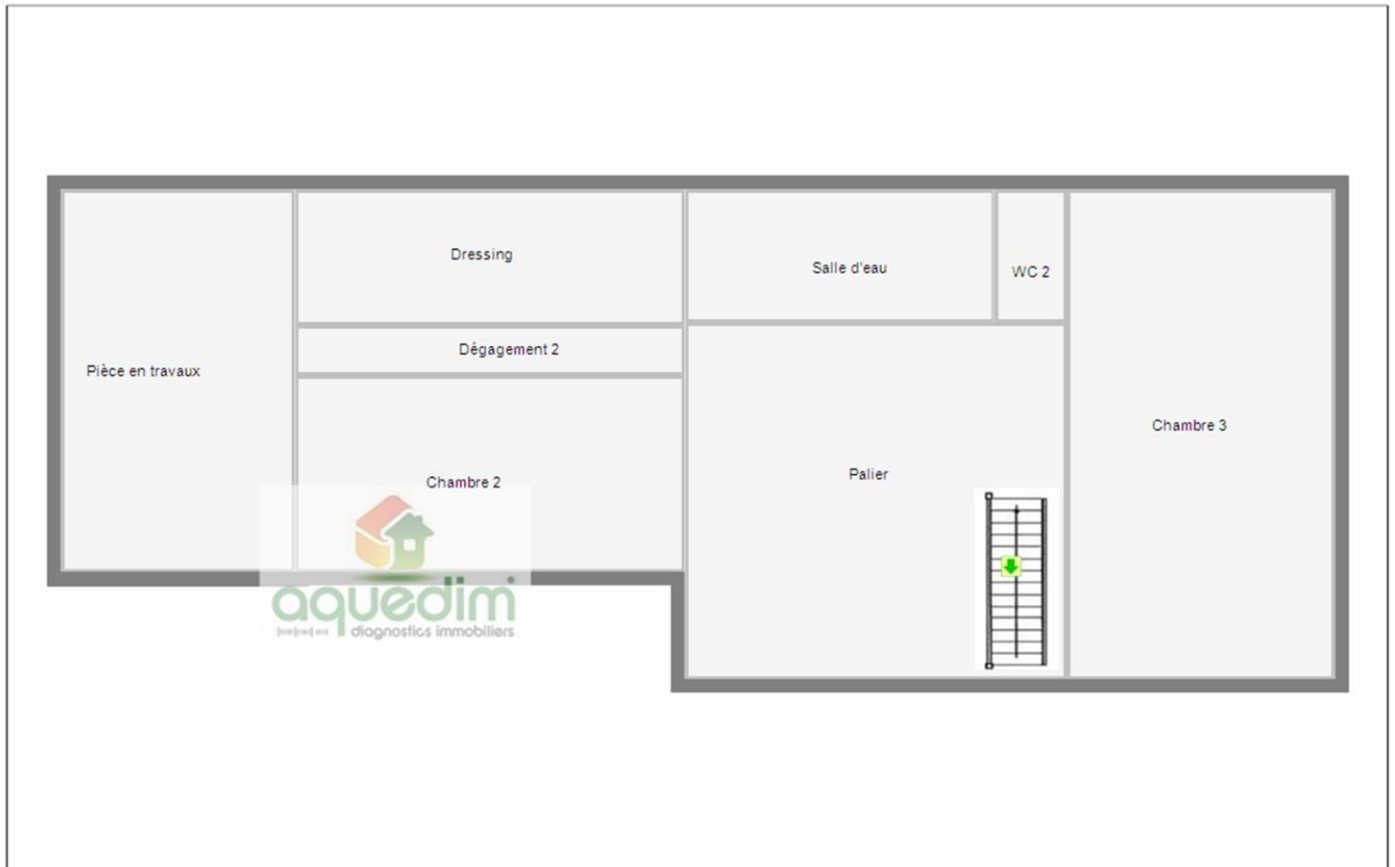 Dressing
Salle d'eau
WC 2
Dégagement 2
Pièce en travaux
Chambre 3
Palier
Chambre 2
aquedim
diagnostics immobiliers